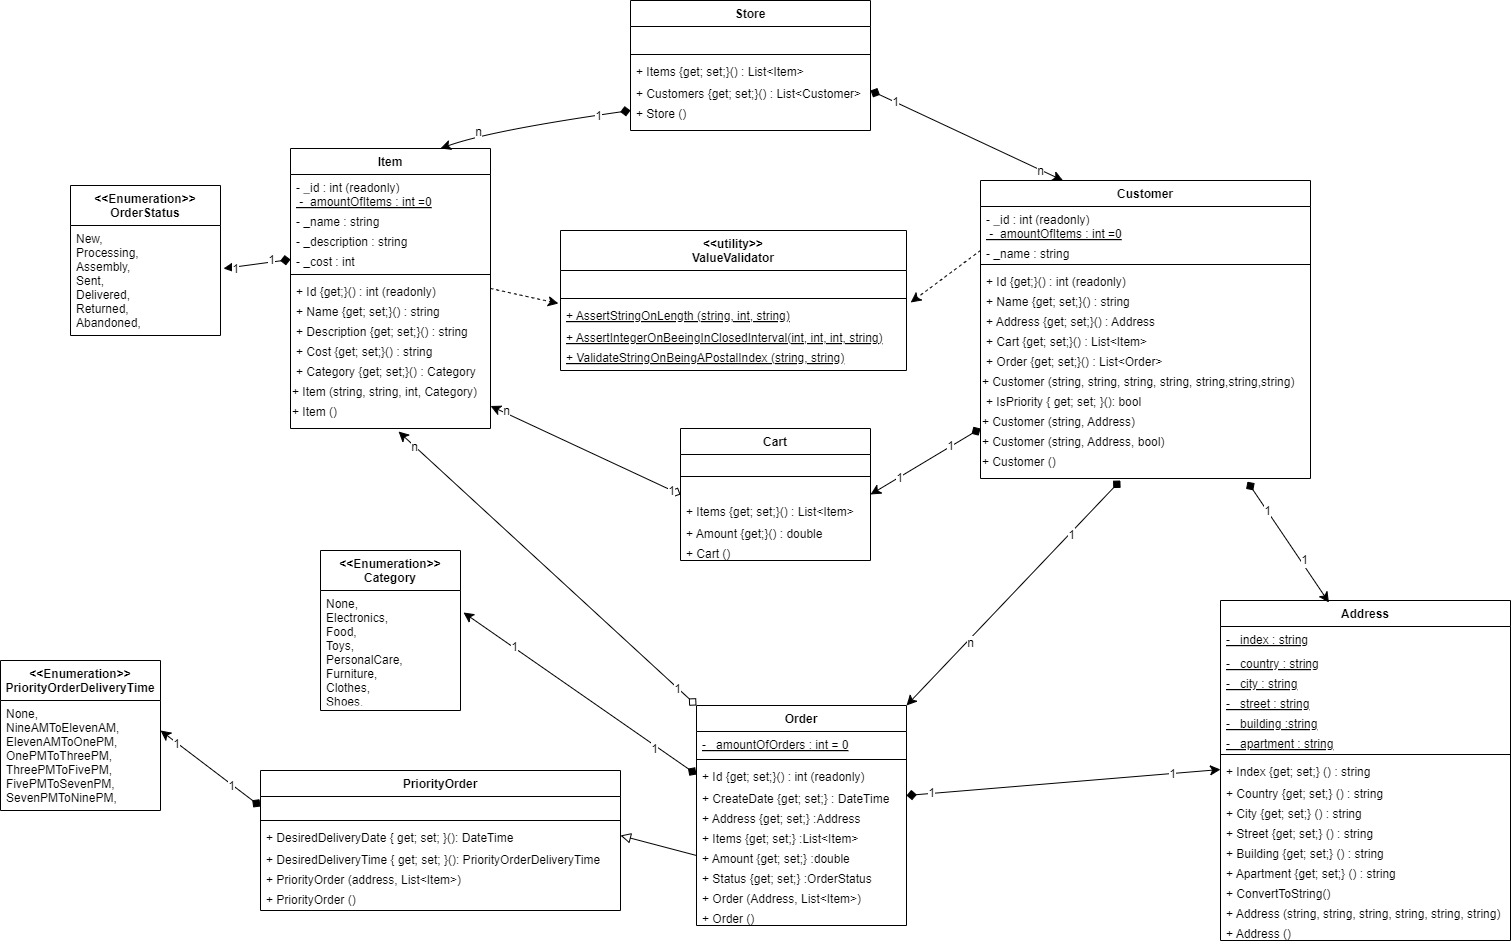 Store
+ Items {get; set;}() : List<Item>
+ Customers {get; set;}() : List<Customer>
+ Store ()
1
n
1
n
Item
- _id : int (readonly)
- _amountOfItems : int =0
- _name : string
- _description : string
- _cost : int
+ Id {get;}() : int (readonly)
+ Name {get; set;}() : string
+ Description {get; set;}() : string
+ Cost {get; set;}() : string
+ Category {get; set;}() : Category
+ Item (string, string, int, Category)
+ Item ()
<<Enumeration>>
OrderStatus
New,
Processing,
Assembly,
Sent,
Delivered,
Returned,
Abandoned,
1
1
<<utility>>
ValueValidator
+ AssertStringOnLength (string, int, string)
+ AssertIntegerOnBeeingInClosedInterval(int, int, int, string)
+ ValidateStringOnBeingAPostalIndex (string, string)
Customer
- _id : int (readonly)
- _amountOfItems : int =0
- _name : string
+ Id {get;}() : int (readonly)
+ Name {get; set;}() : string
+ Address {get; set;}() : Address
+ Cart {get; set;}() : List<Item>
+ Order {get; set;}() : List<Order>
+ Customer (string, string, string, string, string,string,string)
+ IsPriority { get; set; }(): bool
+ Customer (string, Address)
+ Customer (string, Address, bool)
+ Customer ()
Cart
+ Items {get; set;}() : List<Item>
+ Amount {get;}() : double
+ Cart ()
n
1
1
1
n
1
1
n
1
1
<<Enumeration>>
Category
None,
Electronics,
Food,
Toys,
PersonalCare,
Furniture,
Clothes,
Shoes.
1
1
<<Enumeration>>
PriorityOrderDeliveryTime
None,
NineAMToElevenAM,
ElevenAMToOnePM,
OnePMToThreePM,
ThreePMToFivePM,
FivePMToSevenPM,
SevenPMToNinePM,
1
1
PriorityOrder
+ DesiredDeliveryDate { get; set; }(): DateTime
+ DesiredDeliveryTime { get; set; }(): PriorityOrderDeliveryTime
+ PriorityOrder (address, List<Item>)
+ PriorityOrder ()
Order
- _amountOfOrders : int = 0
+ Id {get; set;}() : int (readonly)
+ CreateDate {get; set;} : DateTime
+ Address {get; set;} :Address
+ Items {get; set;} :List<Item>
+ Amount {get; set;} :double
+ Status {get; set;} :OrderStatus
+ Order (Address, List<Item>)
+ Order ()
1
1
Address
- _index : string
- _country : string
- _city : string
- _street : string
- _building :string
- _apartment : string
+ Index {get; set;} () : string
+ Country {get; set;} () : string
+ City {get; set;} () : string
+ Street {get; set;} () : string
+ Building {get; set;} () : string
+ Apartment {get; set;} () : string
+ ConvertToString()
+ Address (string, string, string, string, string, string)
+ Address ()